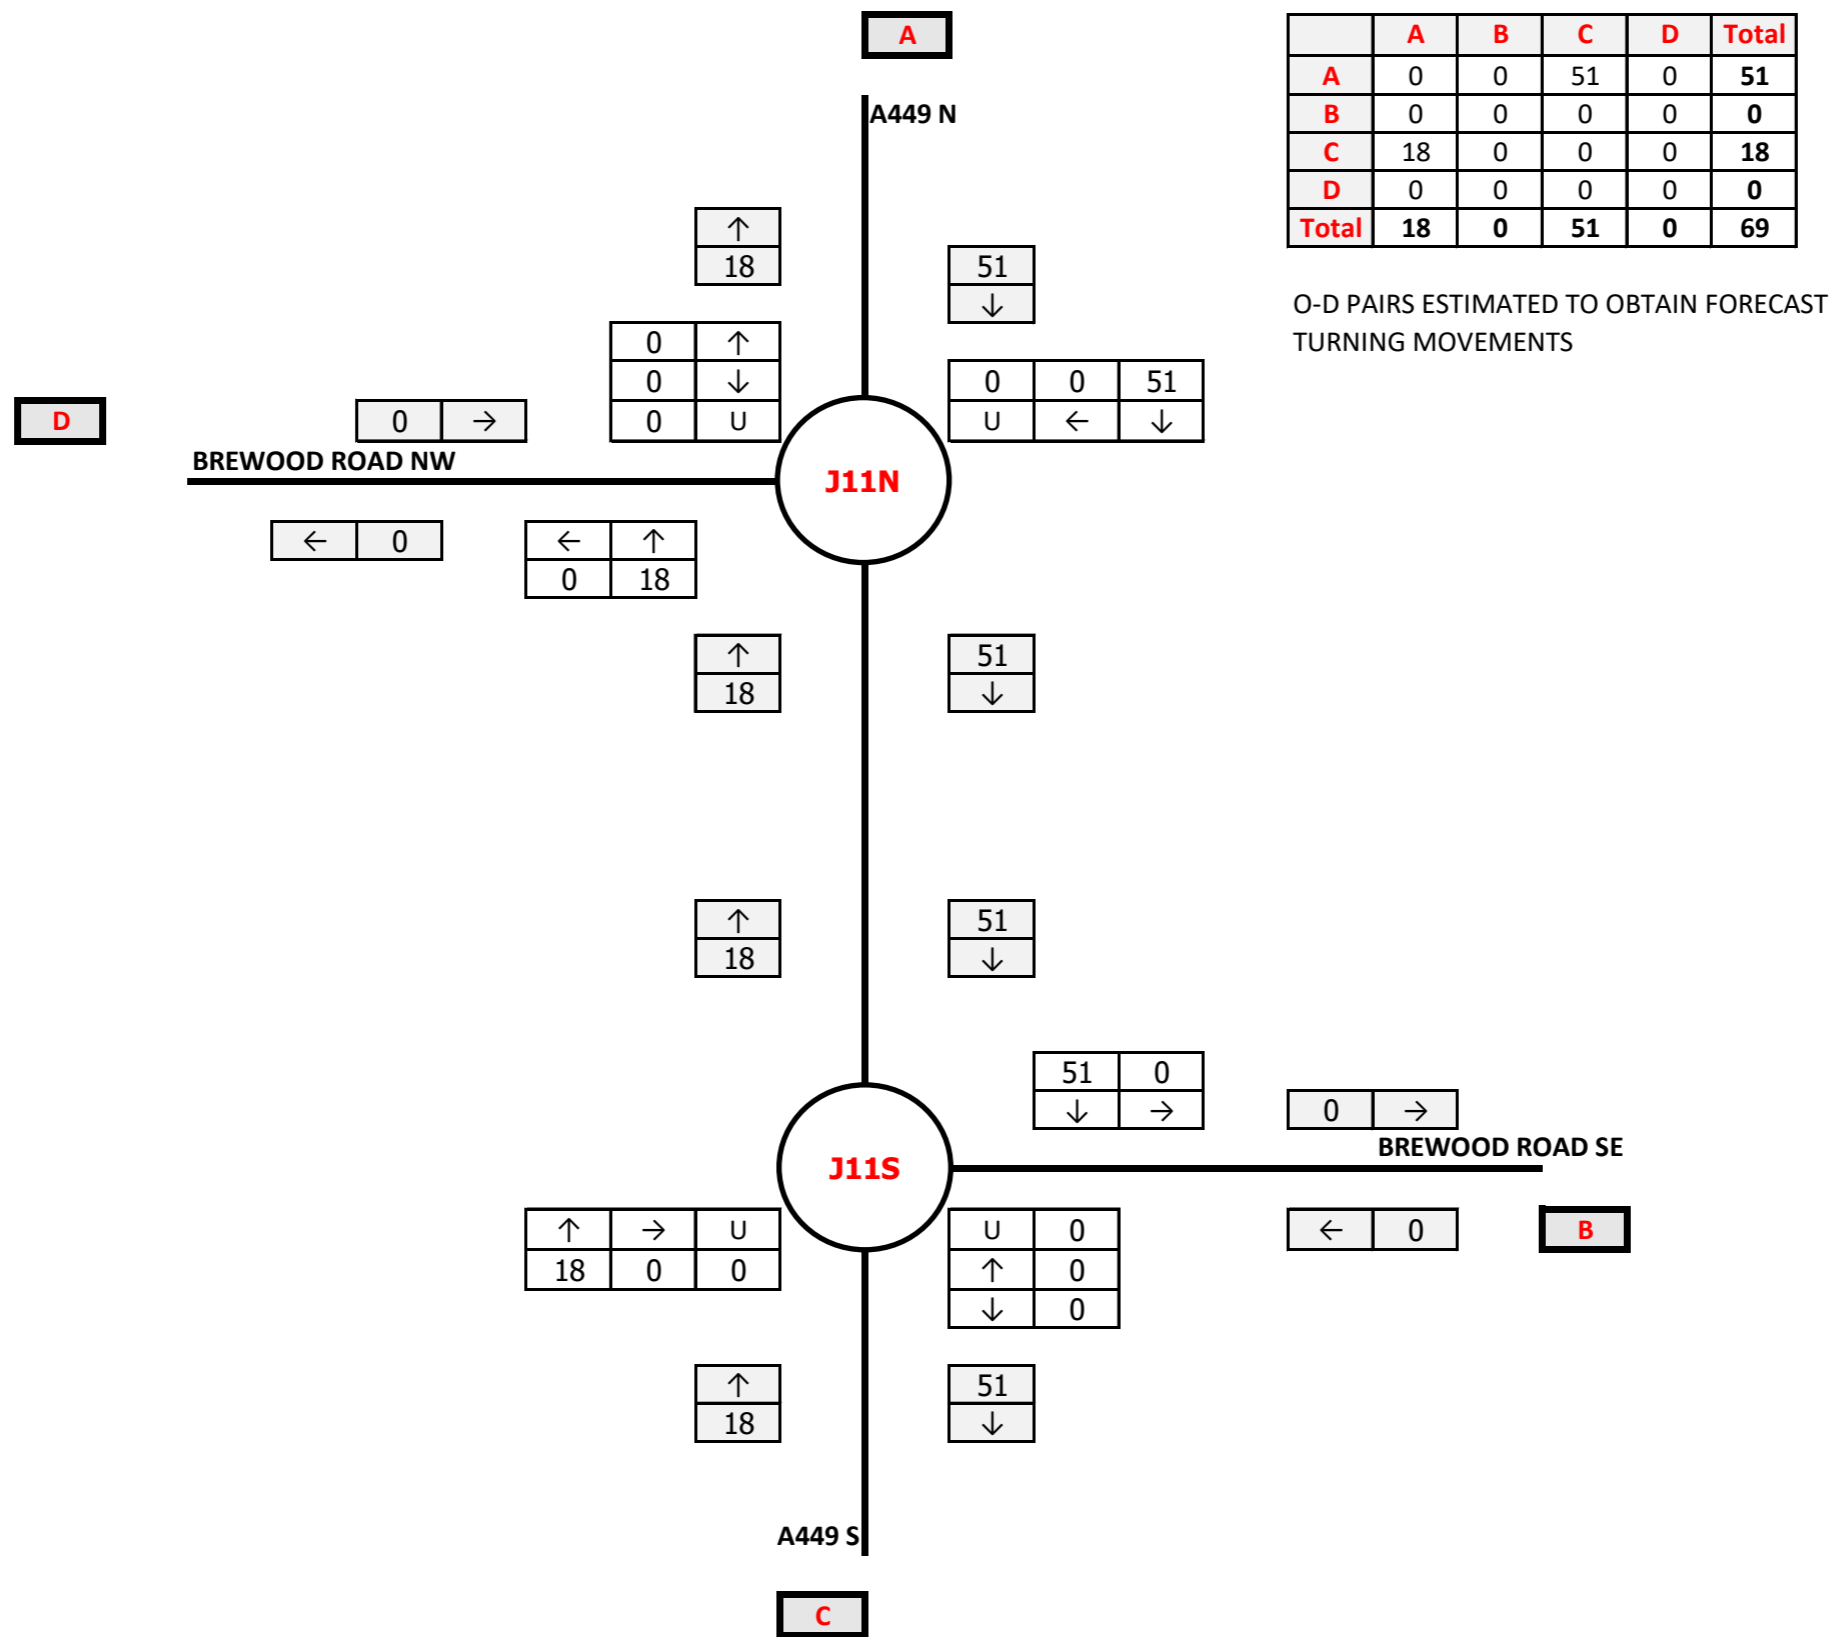 A
A B C D Total
A 0 0 51 0 51
B 0 0 0 0 0
C 18 0 0 0 18
D 0 0 0 0 0
Total 18 0 51 0 69
O-D PAIRS ESTIMATED TO OBTAIN FORECAST
TURNING MOVEMENTS
A449 N
↑
18
51
↓
0 ↑
0 ↓
0 U
0 0 51
U ← ↓
D
0 →
BREWOOD ROAD NW
J11N
← 0
← ↑
0 18
↑
18
51
↓
↑
18
51
↓
51 0
↓ →
0 →
BREWOOD ROAD SE
J11S
↑ → U
18 0 0
U 0
↑ 0
↓ 0
← 0
B
↑
18
51
↓
A449 S
C